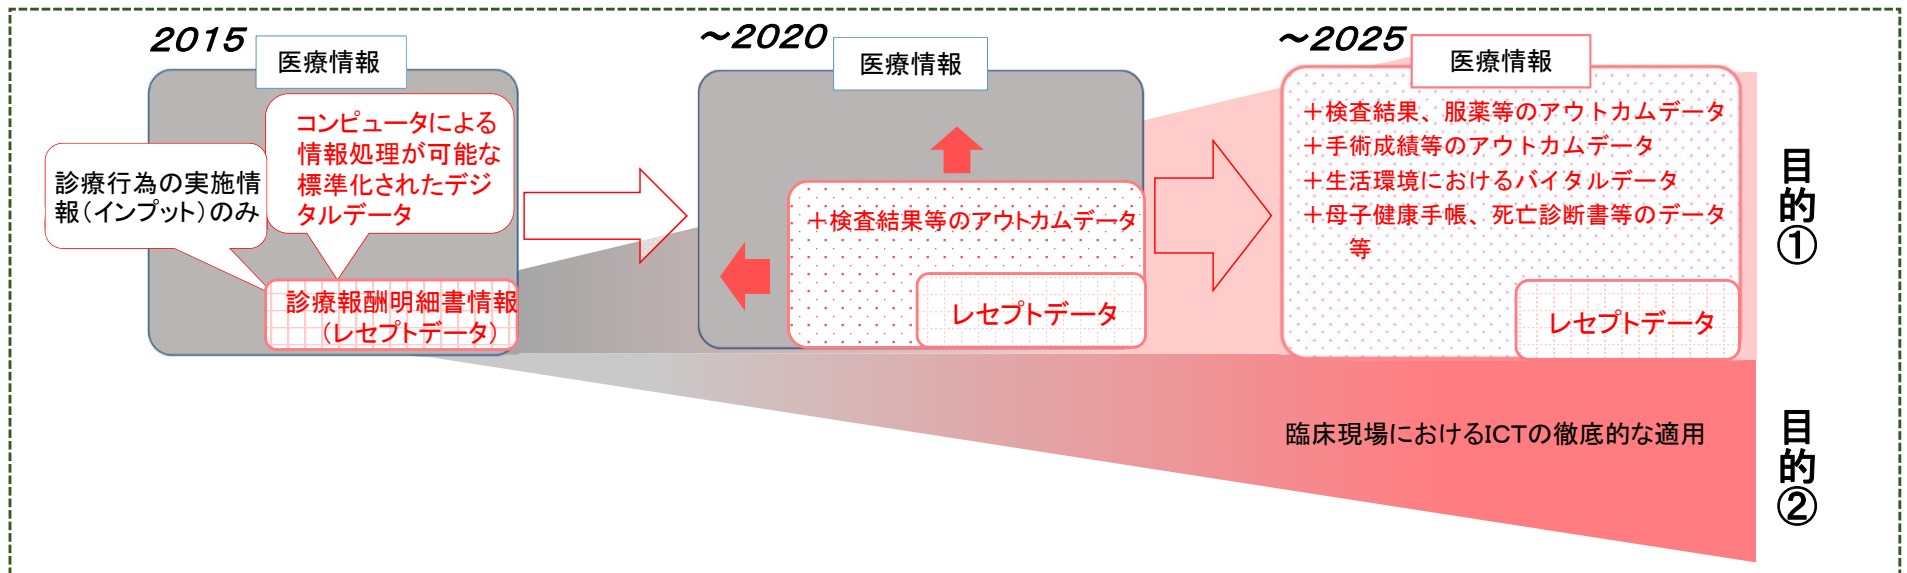 2015
医療情報
コンピュータによる
情報処理が可能な
標準化されたデジ
タルデータ
診療行為の実施情
報(インプット)のみ
診療報酬明細書情報
(レセプトデータ)
～2020
医療情報
＋検査結果等のアウトカムデータ
レセプトデータ
～2025
医療情報
＋検査結果、服薬等のアウトカムデータ
＋手術成績等のアウトカムデータ
＋生活環境におけるバイタルデータ
＋母子健康手帳、死亡診断書等のデータ
等
レセプトデータ
目的①
臨床現場におけるICTの徹底的な適用
目的②